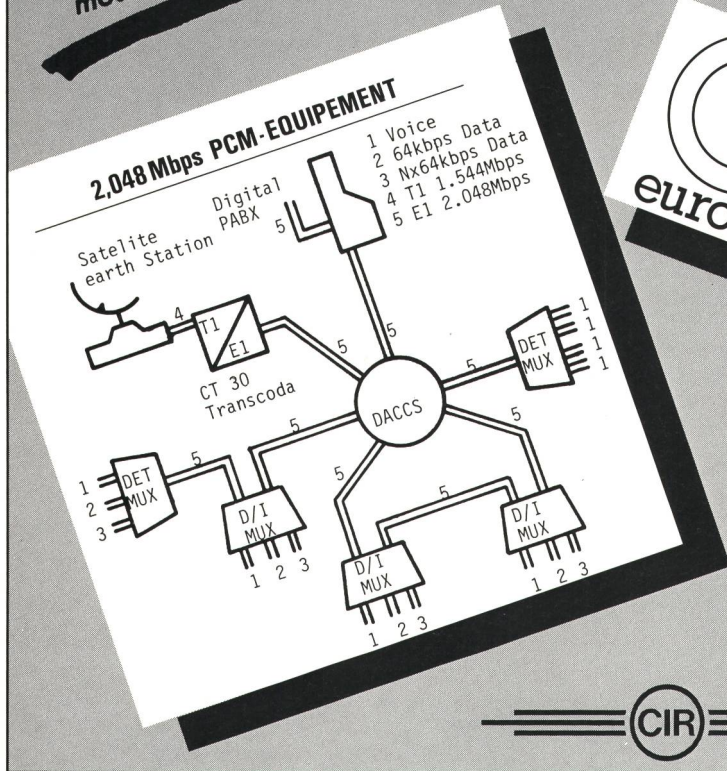 2,048 Mbps PCM-EQUIPEMENT
1 Voice
2 64kbps Data
3 Nx64kbps Data
4 T1 1.544Mbps
5 E1 2.048Mbps
Digital
PABX
5
Satelite
earth Station
4
T1
E1
CT 30
Transcoda
5
5
DACCS
5
DET
MUX
1
1
1
1
5
5
5
5
1
2
3
DET
MUX
5
D/I
MUX
1 2 3
D/I
MUX
1 2 3
D/I
MUX
1 2 3
CIR